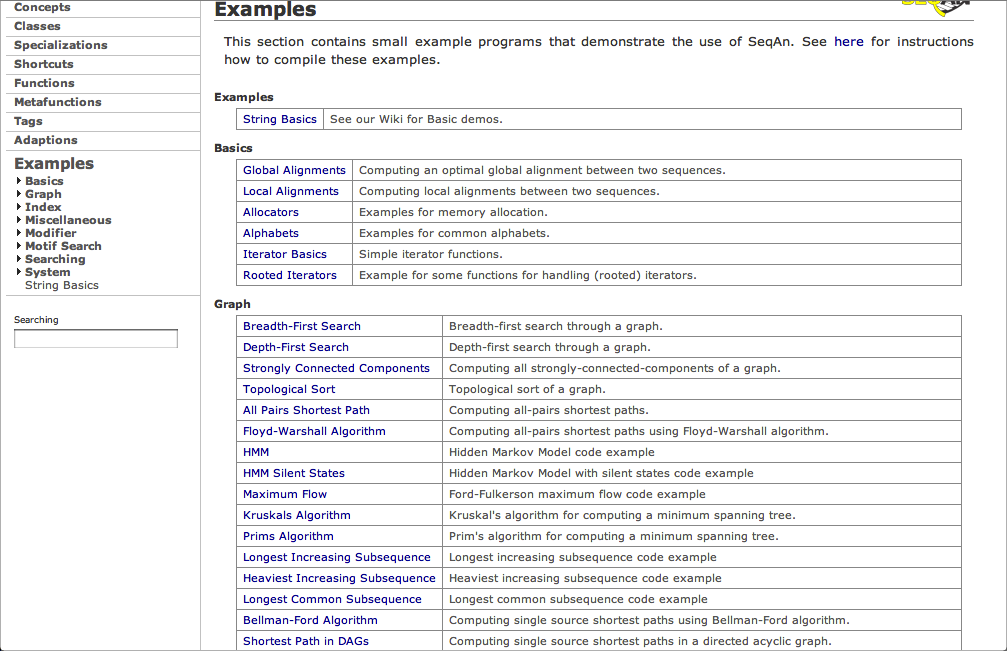 Concepts
Classes
Specializations
Shortcuts
Functions
Metafunctions
Tags
Adaptions
Examples
Basics
Graph
Index
Miscellaneous
Modifier
Motif Search
Searching
System
String Basics
Searching
Examples
This section contains small example programs that demonstrate the use of SeqAn. See here for instructions
how to compile these examples.
Examples
String Basics See our Wiki for Basic demos.
Basics
Global Alignments Computing an optimal global alignment between two sequences.
Local Alignments Computing local alignments between two sequences.
Allocators Examples for memory allocation.
Alphabets Examples for common alphabets.
Iterator Basics Simple iterator functions.
Rooted Iterators Example for some functions for handling (rooted) iterators.
Graph
Breadth-First Search Breadth-first search through a graph.
Depth-First Search Depth-first search through a graph.
Strongly Connected Components Computing all strongly-connected-components of a graph.
Topological Sort Topological sort of a graph.
All Pairs Shortest Path Computing all-pairs shortest paths.
Floyd-Warshall Algorithm Computing all-pairs shortest paths using Floyd-Warshall algorithm.
HMM Hidden Markov Model code example
HMM Silent States Hidden Markov Model with silent states code example
Maximum Flow Ford-Fulkerson maximum flow code example
Kruskals Algorithm Kruskal's algorithm for computing a minimum spanning tree.
Prims Algorithm Prim's algorithm for computing a minimum spanning tree.
Longest Increasing Subsequence Longest increasing subsequence code example
Heaviest Increasing Subsequence Heaviest increasing subsequence code example
Longest Common Subsequence Longest common subsequence code example
Bellman-Ford Algorithm Computing single source shortest paths using Bellman-Ford algorithm.
Shortest Path in DAGs Computing single source shortest paths in a directed acyclic graph.